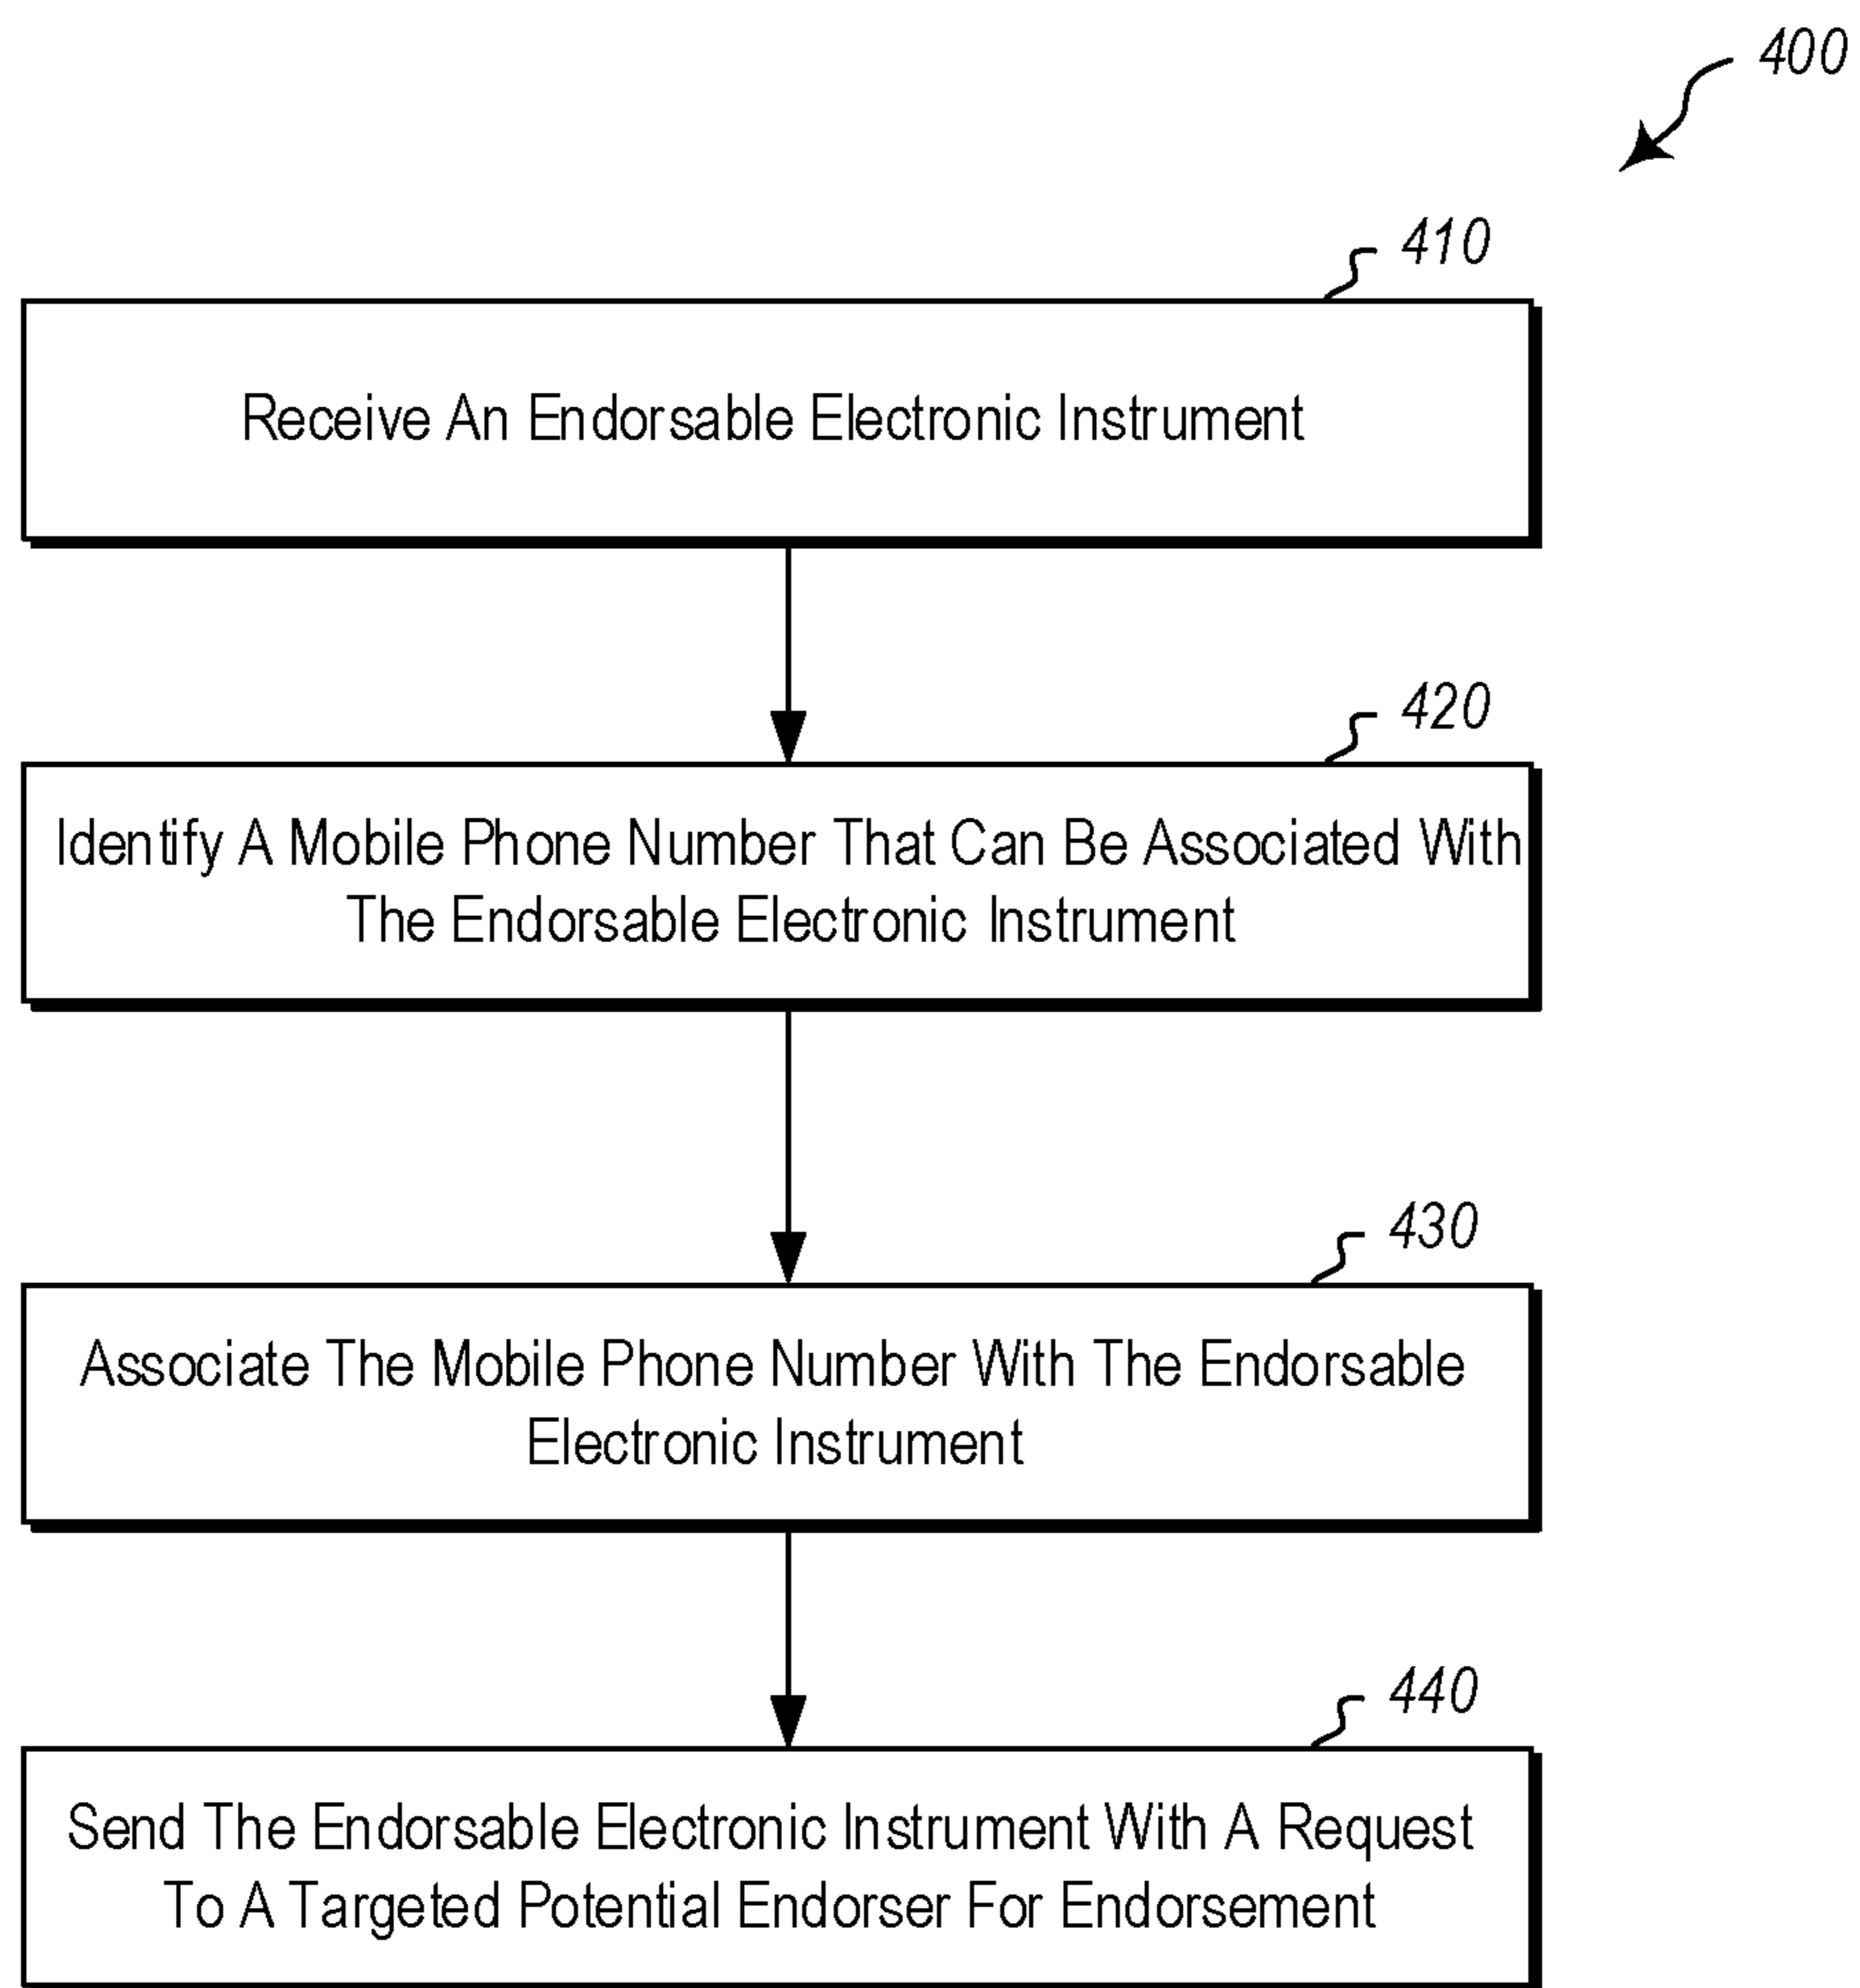 400
410
Receive An Endorsable Electronic Instrument
420
Identify A Mobile Phone Number That Can Be Associated With
The Endorsable Electronic Instrument
430
Associate The Mobile Phone Number With The Endorsable
Electronic Instrument
440
Send The Endorsable Electronic Instrument With A Request
To A Targeted Potential Endorser For Endorsement